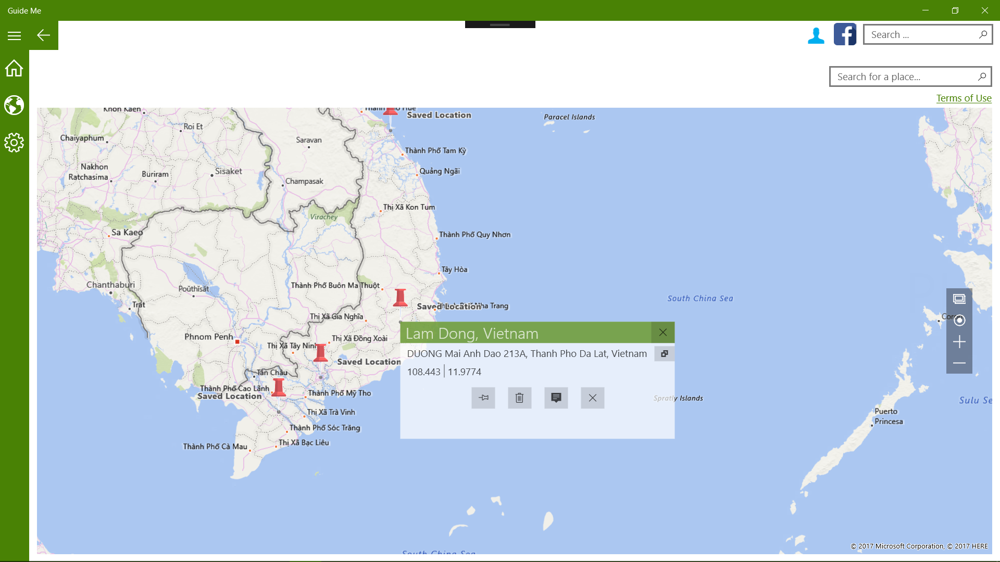 Guide Me
Search ...
Search for a place...
Terms of Use
Khon Kaen
Saved Location
Paracel Islands
Roi Et
Chaiyaphum
Saravan
Thành Phố Tam Kỳ
Nakhon
Ratchasima
Buriram
Sisaket
Quảng Ngãi
Champasak
Virachey
Thị Xã Kon Tum
Sa Kaeo
Thành Phố Quy Nhơn
Tây Hòa
Chanthaburi
Poŭthĭsăt
Thành Phố Buôn Ma Thuột
South China Sea
Trat
Saved Location
Nha Trang
Thị Xã Gia Nghĩa
Phnom Penh
Thị Xã Đồng Xoài
Thị Xã Tây Ninh
Lam Dong, Vietnam
DUONG Mai Anh Dao 213A, Thanh Pho Da Lat, Vietnam
108.443 | 11.9774
Saved Location
Tân Châu
Thành Phố Cao Lãnh
Saved Location
Thành Phố Mỹ Tho
Spratly Islands
Sulu Se
Thị Xã Trà Vinh
Puerto
Princesa
Thành Phố Sóc Trăng
Thị Xã Bạc Liêu
Thành Phố Cà Mau
© 2017 Microsoft Corporation, © 2017 HERE
South China Sea